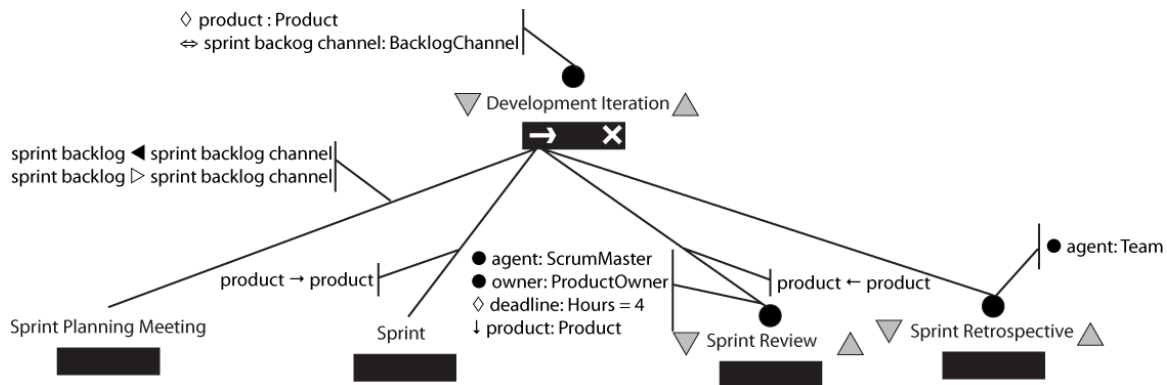 ◊ product : Product
⇔ sprint backog channel: BacklogChannel
Development Iteration
sprint backlog ◀ sprint backlog channel
sprint backlog ▷ sprint backlog channel
product → product
● agent: ScrumMaster
● owner: ProductOwner
◊ deadline: Hours = 4
↓ product: Product
product ← product
● agent: Team
Sprint Planning Meeting
Sprint
Sprint Review
Sprint Retrospective